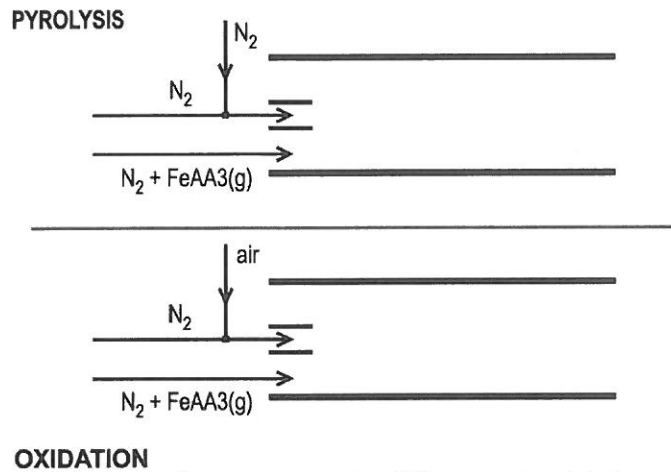 PYROLYSIS
N₂
N₂
N₂ + FeAA3(g)
air
N₂
N₂ + FeAA3(g)
OXIDATION